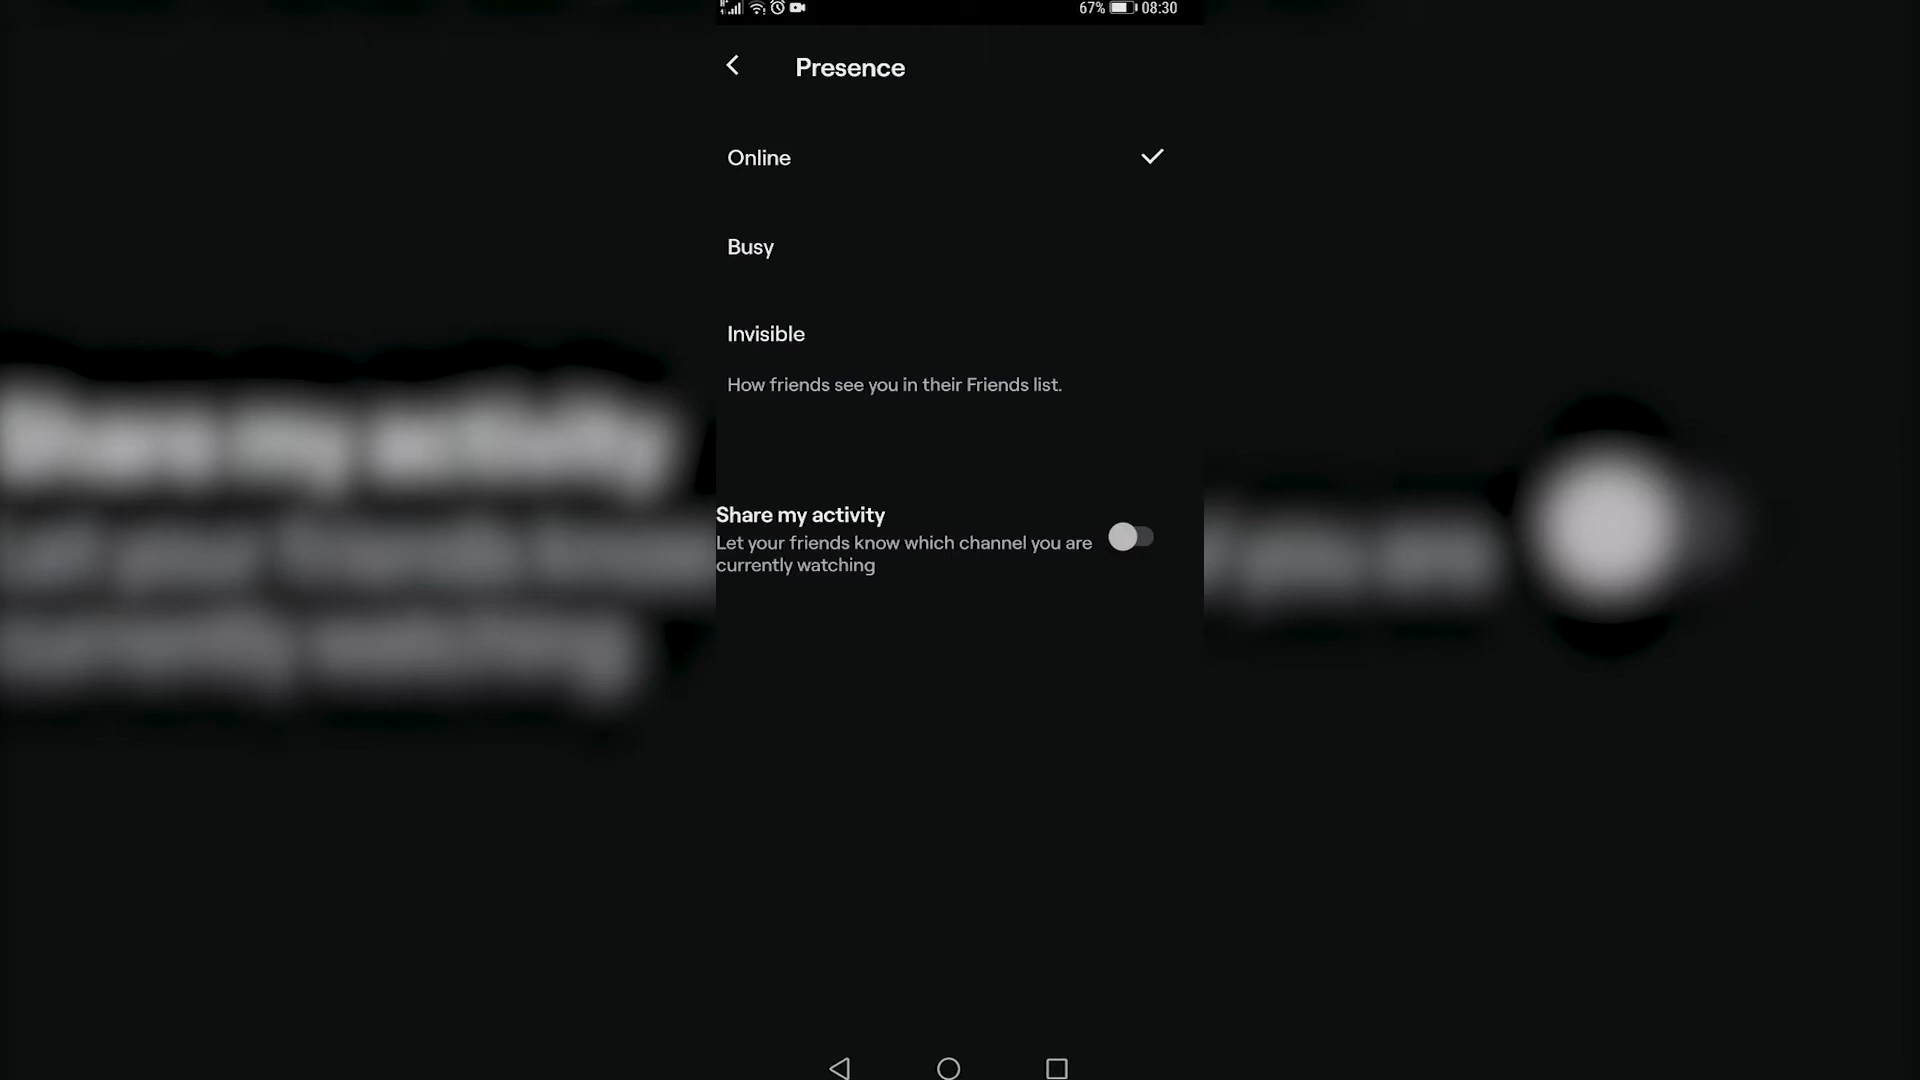 67% 08:30
Presence
Online
Busy
Invisible
How friends see you in their Friends list.
Share my activity
Let your friends know which channel you are
currently watching